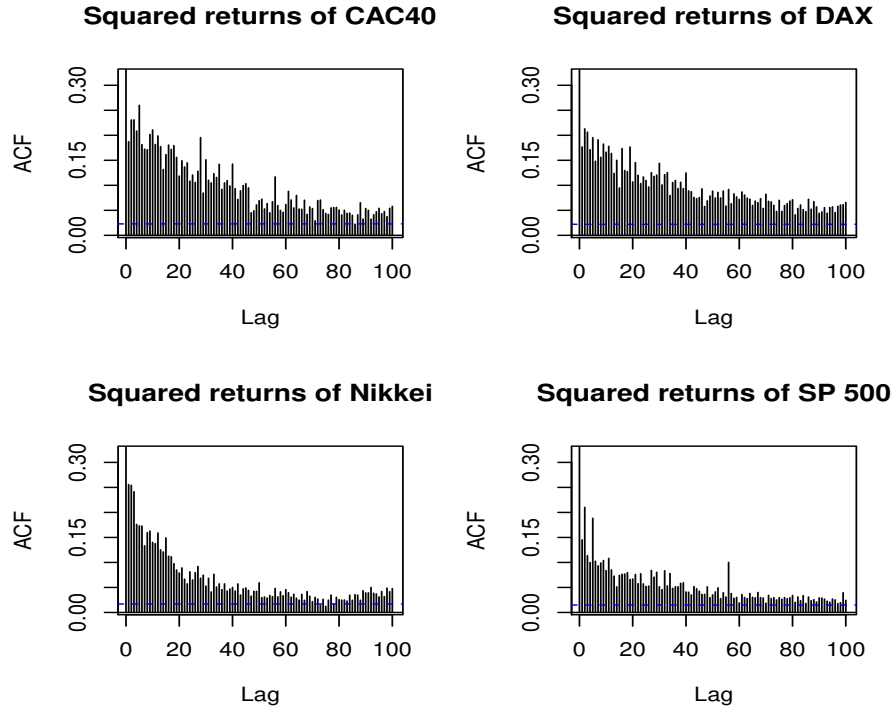 Squared returns of CAC40
ACF
0.00 0.15 0.30
0 20 40 60 80 100
Lag
Squared returns of DAX
ACF
0.00 0.15 0.30
0 20 40 60 80 100
Lag
Squared returns of Nikkei
ACF
0.00 0.15 0.30
0 20 40 60 80 100
Lag
Squared returns of SP 500
ACF
0.00 0.15 0.30
0 20 40 60 80 100
Lag